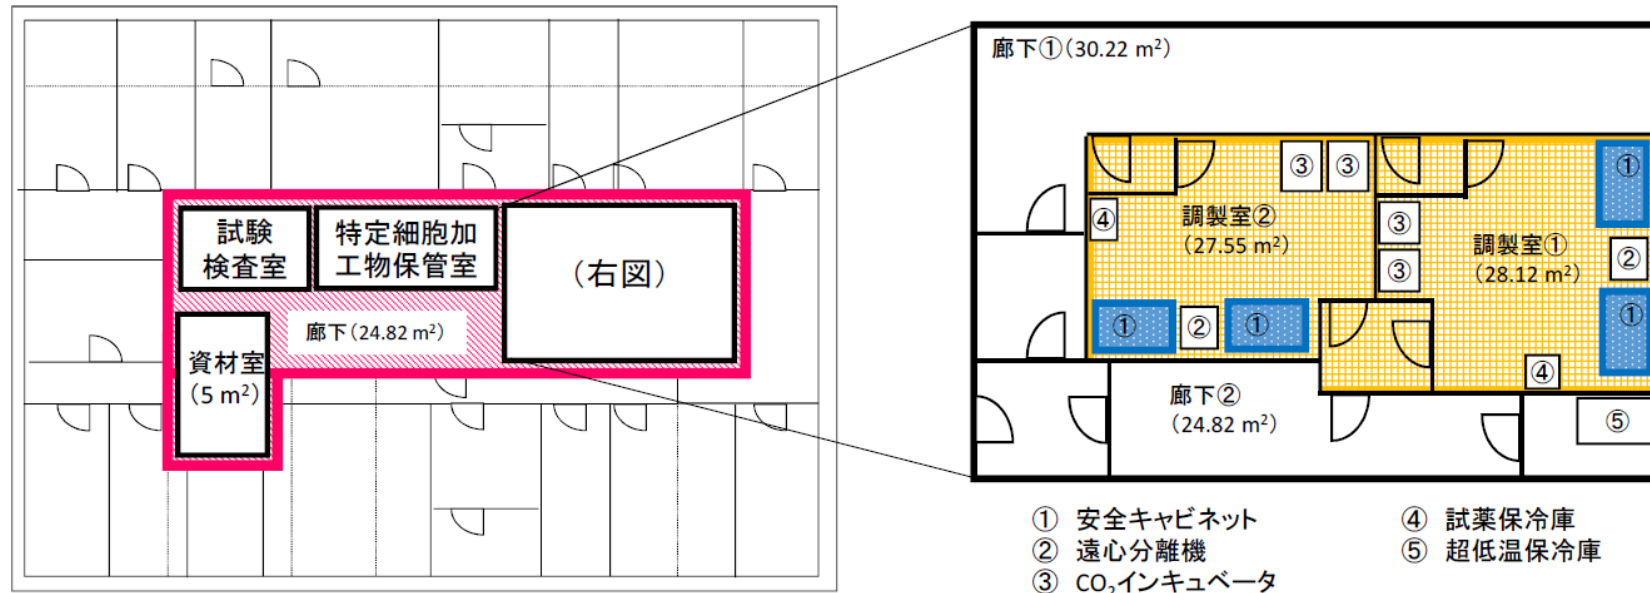 試験
検査室
特定細胞加
工物保管室
(右図)
廊下(24.82 m²)
資材室
(5 m²)
廊下①(30.22 m²)
③
③
①
④
調製室②
(27.55 m²)
③
③
調製室①
(28.12 m²)
②
①
②
①
①
④
廊下②
(24.82 m²)
⑤
① 安全キャビネット
② 遠心分離機
③ CO₂インキュベータ
④ 試薬保冷庫
⑤ 超低温保冷庫